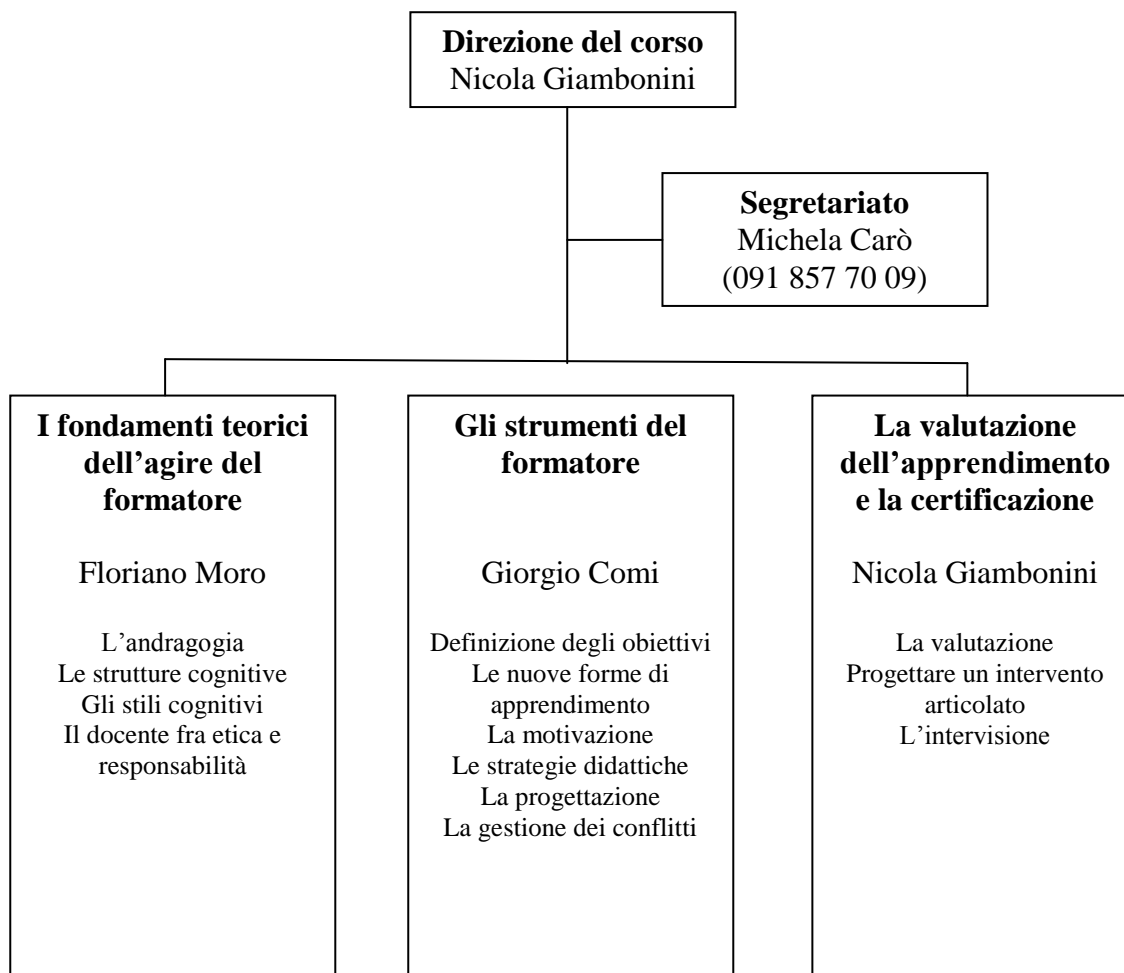 Direzione del corso
Nicola Giambonini
Segretariato
Michela Carò
(091 857 70 09)
I fondamenti teorici
dell’agire del
formatore
Floriano Moro
L’andragogia
Le strutture cognitive
Gli stili cognitivi
Il docente fra etica e
responsabilità
Gli strumenti del
formatore
Giorgio Comi
Definizione degli obiettivi
Le nuove forme di
apprendimento
La motivazione
Le strategie didattiche
La progettazione
La gestione dei conflitti
La valutazione
dell’apprendimento
e la certificazione
Nicola Giambonini
La valutazione
Progettare un intervento
articolato
L’intervisione